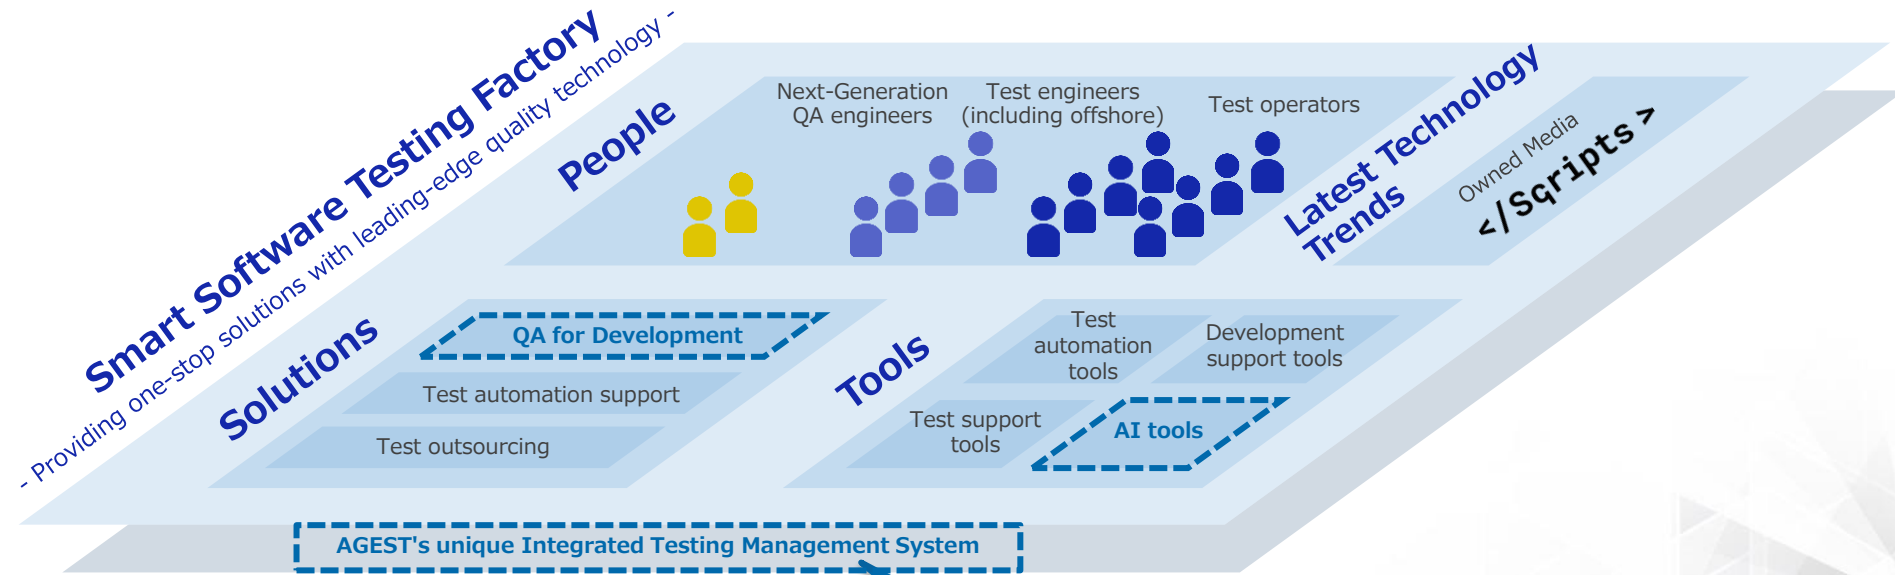 Smart Software Testing Factory
- Providing one-stop solutions with leading-edge quality technology -
People
Next-Generation
QA engineers
Test engineers
(including offshore)
Test operators
Latest Technology
Trends
Owned Media
</Sqripts>
Solutions
QA for Development
Test automation support
Test outsourcing
Tools
Test
automation
tools
Development
support tools
Test support
tools
AI tools
AGEST's unique Integrated Testing Management System